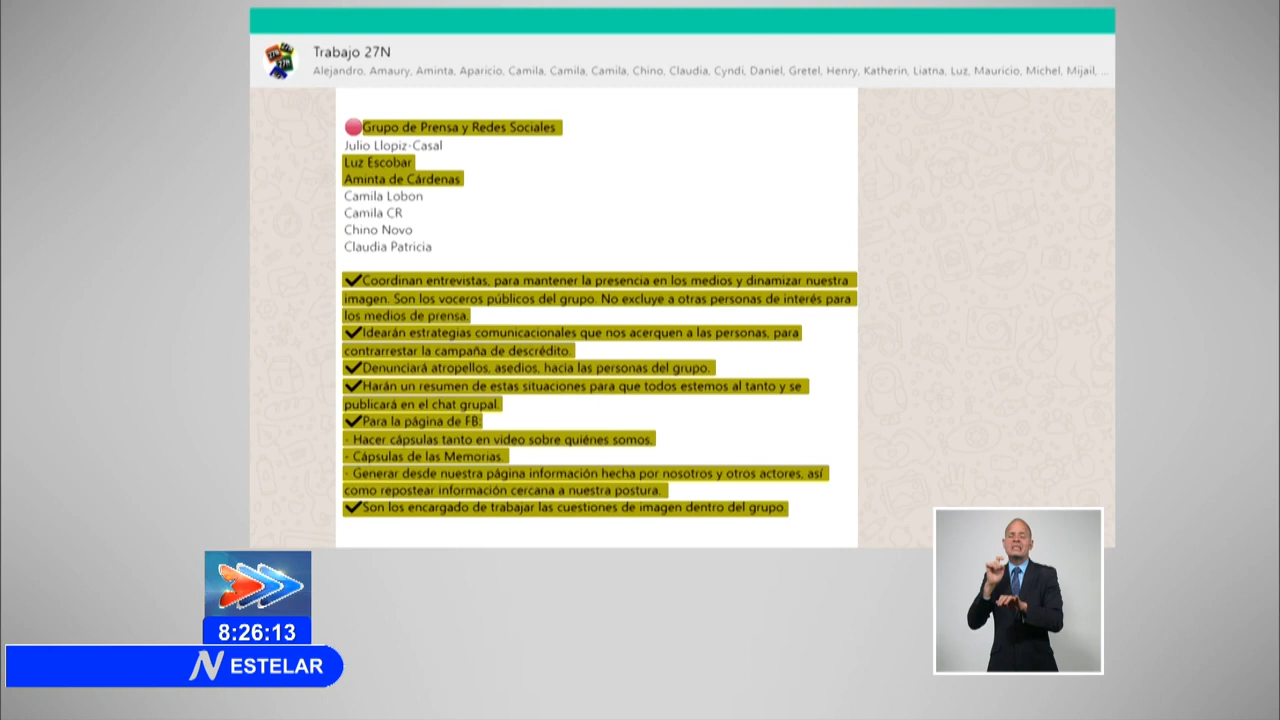 Trabajo 27N
Alejandro, Amaury, Aminta, Aparicio, Camila, Camila, Camila, Chino, Claudia, Cyndi, Daniel, Gretel, Henry, Katherin, Liatna, Luz, Mauricio, Michel, Mijail, ...
Grupo de Prensa y Redes Sociales
Julio Llopiz-Casal
Luz Escobar
Aminta de Cárdenas
Camila Lobon
Camila CR
Chino Novo
Claudia Patricia
✔Coordinan entrevistas, para mantener la presencia en los medios y dinamizar nuestra
imagen. Son los voceros públicos del grupo. No excluye a otras personas de interés para
los medios de prensa.
✔Idearán estrategias comunicacionales que nos acerquen a las personas, para
contrarrestar la campaña de descrédito.
✔Denunciará atropellos, asedios, hacia las personas del grupo.
✔Harán un resumen de estas situaciones para que todos estemos al tanto y se
publicará en el chat grupal.
✔Para la página de FB:
- Hacer cápsulas tanto en video sobre quiénes somos.
- Cápsulas de las Memorias.
- Generar desde nuestra página información hecha por nosotros y otros actores, así
como repostear información cercana a nuestra postura.
✔Son los encargado de trabajar las cuestiones de imagen dentro del grupo.
8:26:13
N ESTELAR